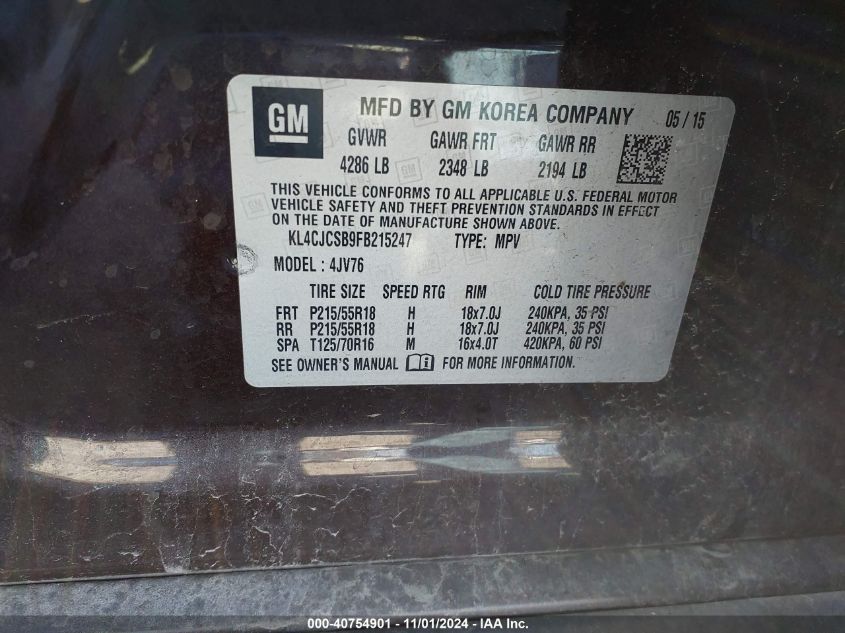 GM
MFD BY GM KOREA COMPANY 05 / 15
GVWR GAWR FRT GAWR RR
4286 LB 2348 LB 2194 LB
THIS VEHICLE CONFORMS TO ALL APPLICABLE U.S. FEDERAL MOTOR
VEHICLE SAFETY AND THEFT PREVENTION STANDARDS IN EFFECT
ON THE DATE OF MANUFACTURE SHOWN ABOVE.
KL4CJCSB9FB215247 TYPE: MPV
MODEL : 4JV76
TIRE SIZE SPEED RTG RIM COLD TIRE PRESSURE
FRT P215/55R18 H 18x7.0J 240KPA, 35 PSI
RR P215/55R18 H 18x7.0J 240KPA, 35 PSI
SPA T125/70R16 M 16x4.0T 420KPA, 60 PSI
SEE OWNER'S MANUAL FOR MORE INFORMATION.
000-40754901 - 11/01/2024 - IAA Inc.